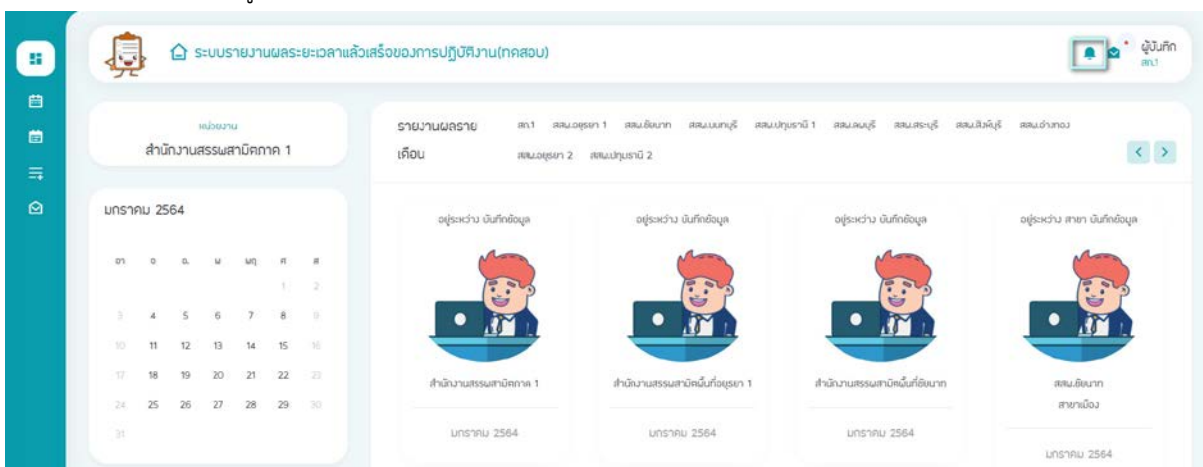 ระบบรายงานผลระยะเวลาแล้วเสร็จของการปฏิบัติงาน(ทดสอบ)
ผู้บันทึก
สภ.1
หน่วยงาน
สำนักงานสรรพสามิตภาค 1
รายงานผลราย สภ.1 สสพ.อยุธยา 1 สสพ.ชัยนาท สสพ.นนทบุรี สสพ.ปทุมธานี 1 สสพ.ลพบุรี สสพ.สระบุรี สสพ.สิงห์บุรี สสพ.อ่างทอง
เดือน สสพ.อยุธยา 2 สสพ.ปทุมธานี 2
มกราคม 2564
อา จ อ. พ พฤ ศ ส
1 2
3 4 5 6 7 8 9
10 11 12 13 14 15 16
17 18 19 20 21 22 23
24 25 26 27 28 29 30
31
อยู่ระหว่าง บันทึกข้อมูล
สำนักงานสรรพสามิตภาค 1
มกราคม 2564
อยู่ระหว่าง บันทึกข้อมูล
สำนักงานสรรพสามิตพื้นที่อยุธยา 1
มกราคม 2564
อยู่ระหว่าง บันทึกข้อมูล
สำนักงานสรรพสามิตพื้นที่ชัยนาท
มกราคม 2564
อยู่ระหว่าง สาขา บันทึกข้อมูล
สสพ.ชัยนาท
สาขาเมือง
มกราคม 2564